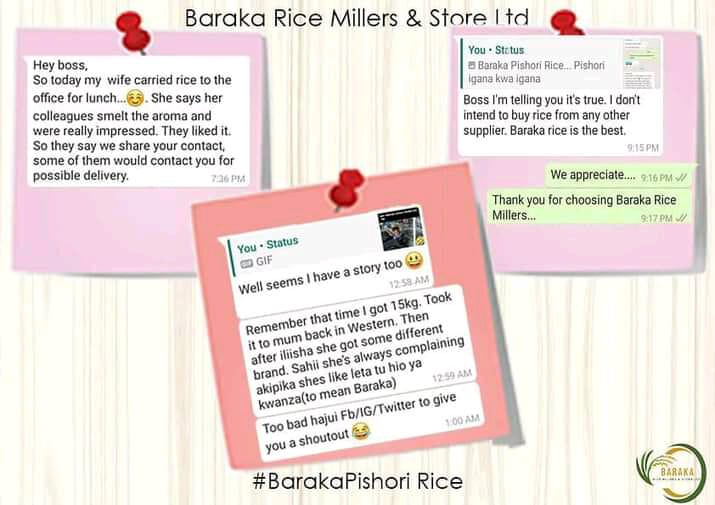 Baraka Rice Millers & Store Ltd
Hey boss,
So today my wife carried rice to the
office for lunch...☺. She says her
colleagues smelt the aroma and
were really impressed. They liked it.
So they say we share your contact,
some of them would contact you for
possible delivery.
7:36 PM
You • Status
Baraka Pishori Rice... Pishori
igana kwa igana
Boss I'm telling you it's true. I don't
intend to buy rice from any other
supplier. Baraka rice is the best.
9:15 PM
We appreciate.... 9:16 PM
Thank you for choosing Baraka Rice
Millers...
9:17 PM
You • Status
GIF GIF
Well seems I have a story too 😃
12:58 AM
Remember that time I got 15kg. Took
it to mum back in Western. Then
after iliisha she got some different
brand. Sahii she's always complaining
akipika shes like leta tu hio ya
kwanza(to mean Baraka)
12:59 AM
Too bad hajui Fb/IG/Twitter to give
you a shoutout 😂
1:00 AM
#BarakaPishori Rice
BARAKA